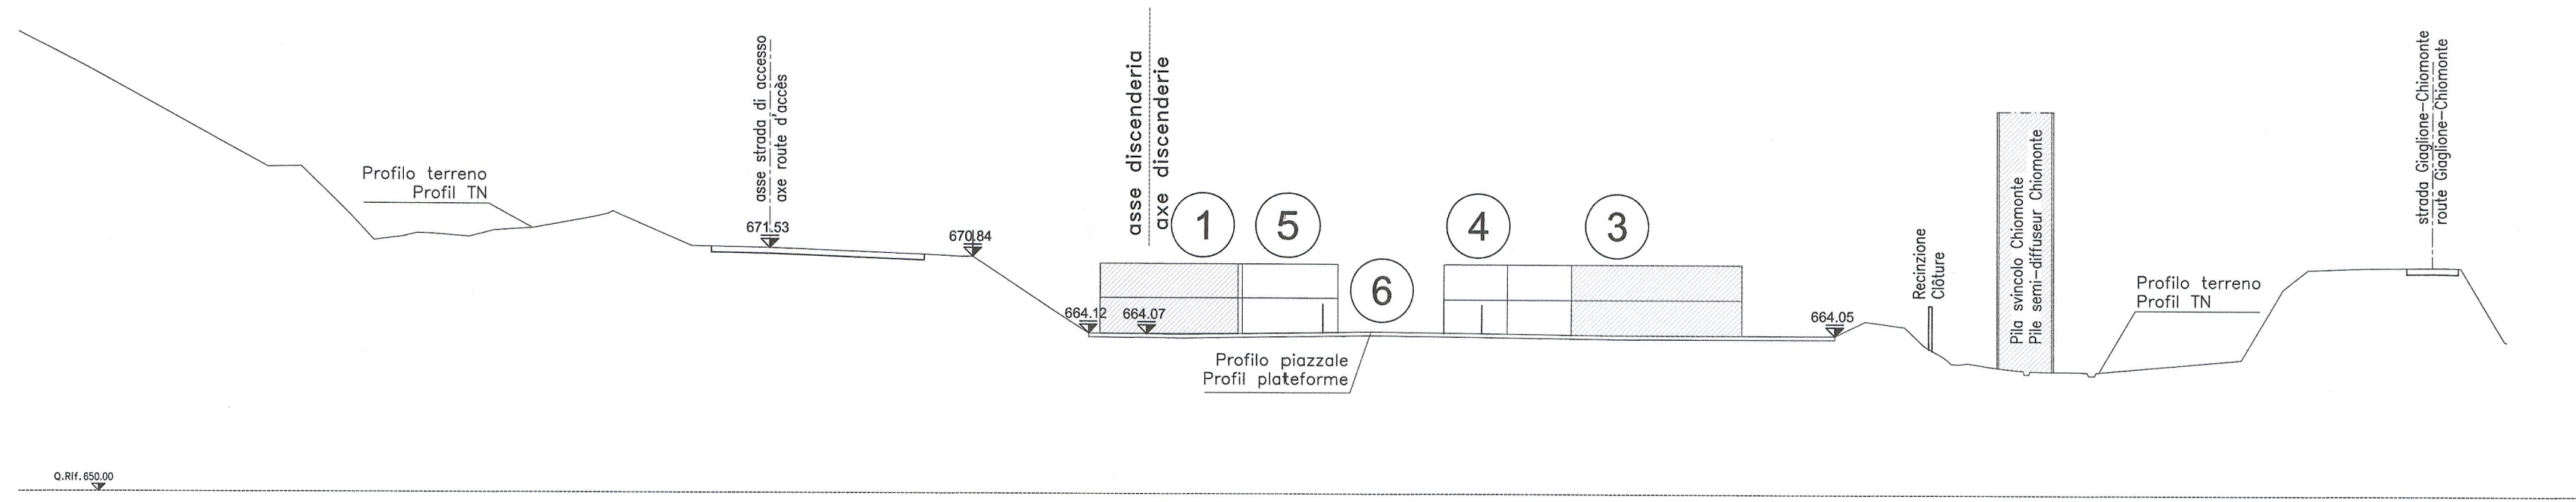 Profilo terreno
Profil TN
asse strada di accesso
axe route d'accès
671.53
670.84
asse discenderia
axe discenderie
1
5
4
3
6
664.12
664.07
Profilo piazzale
Profil plateforme
664.05
Recinzione
Clôture
Pila svincolo Chiomonte
Pile semi-diffuseur Chiomonte
Profilo terreno
Profil TN
strada Giaglione-Chiomonte
route Giaglione-Chiomonte
Q.Rif.650.00